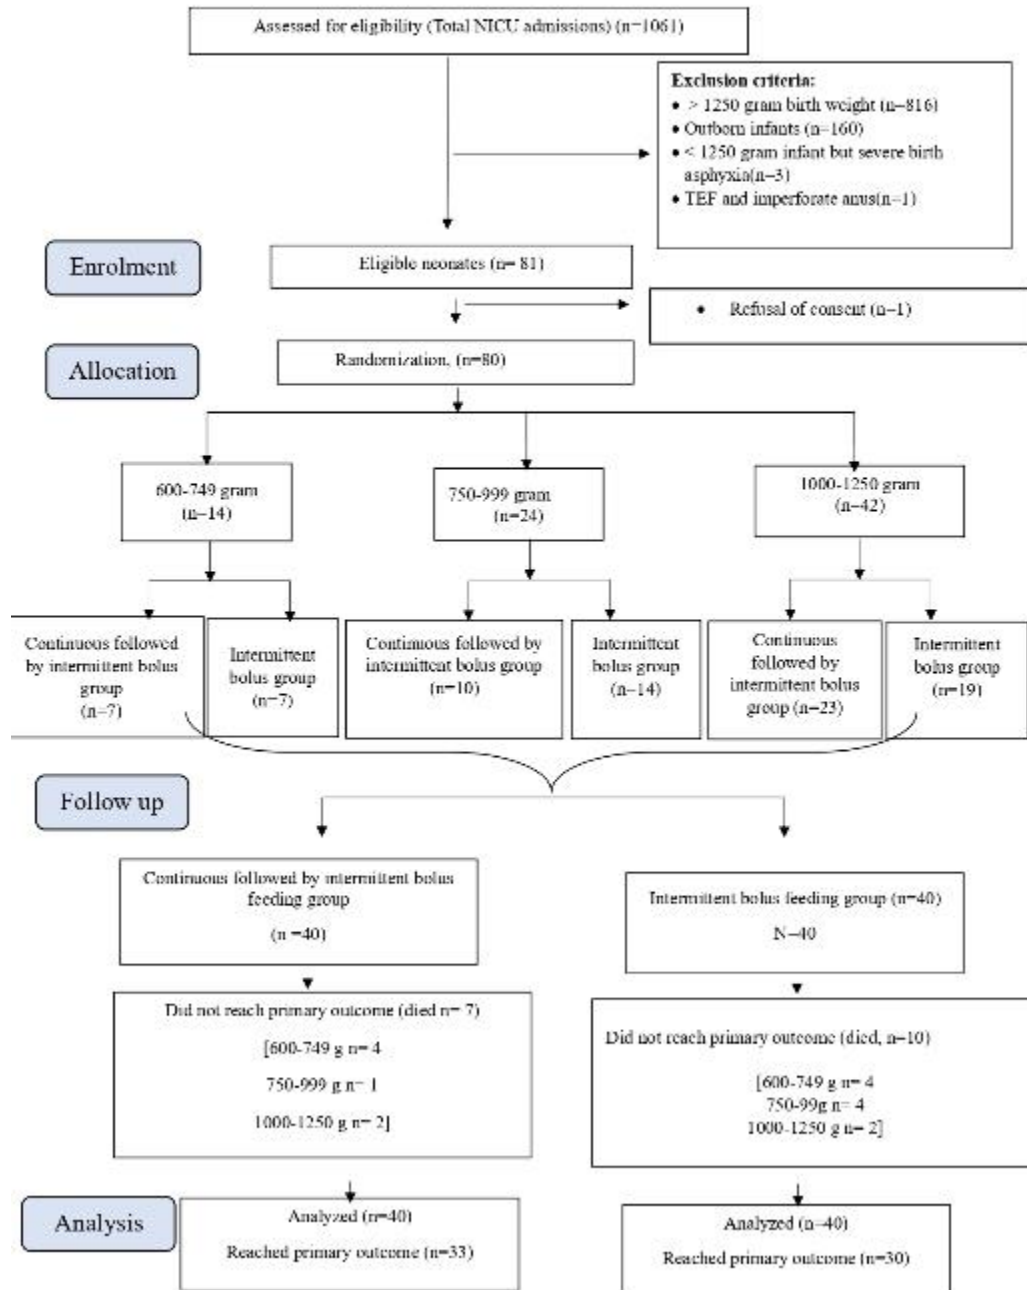 Assessed for eligibility (Total NICU admissions) (n=1061)
Exclusion criteria:
• > 1250 gram birth weight (n=816)
• Outborn infants (n=160)
• < 1250 gram infant but severe birth
asphyxia(n=3)
• TEF and imperforate anus(n=1)
Enrolment
Eligible neonates (n= 81)
• Refusal of consent (n=1)
Allocation
Randomization, (n=80)
600-749 gram
(n=14)
750-999 gram
(n=24)
1000-1250 gram
(n=42)
Continuous followed
by intermittent bolus
group
(n=7)
Intermittent
bolus group
(n=7)
Continuous followed by
intermittent bolus group
(n=10)
Intermittent
bolus group
(n=14)
Continuous
followed by
intermittent bolus
group (n=23)
Intermittent
bolus group
(n=19)
Follow up
Continuous followed by intermittent bolus
feeding group
(n =40)
Intermittent bolus feeding group (n=40)
N=40
Did not reach primary outcome (died n= 7)
[600-749 g n= 4
750-999 g n= 1
1000-1250 g n= 2]
Did not reach primary outcome (died, n=10)
[600-749 g n= 4
750-99g n= 4
1000-1250 g n= 2]
Analysis
Analyzed (n=40)
Reached primary outcome (n=33)
Analyzed (n=40)
Reached primary outcome (n=30)